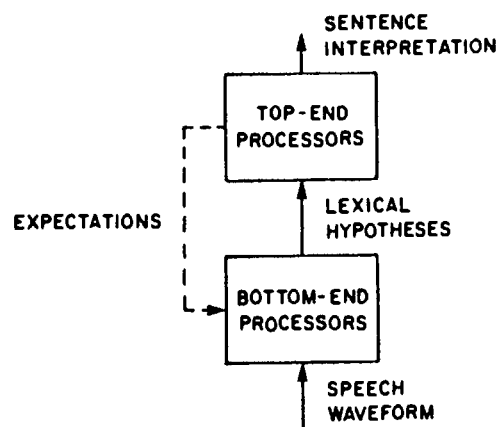 SENTENCE
INTERPRETATION
TOP-END
PROCESSORS
EXPECTATIONS
LEXICAL
HYPOTHESES
BOTTOM-END
PROCESSORS
SPEECH
WAVEFORM